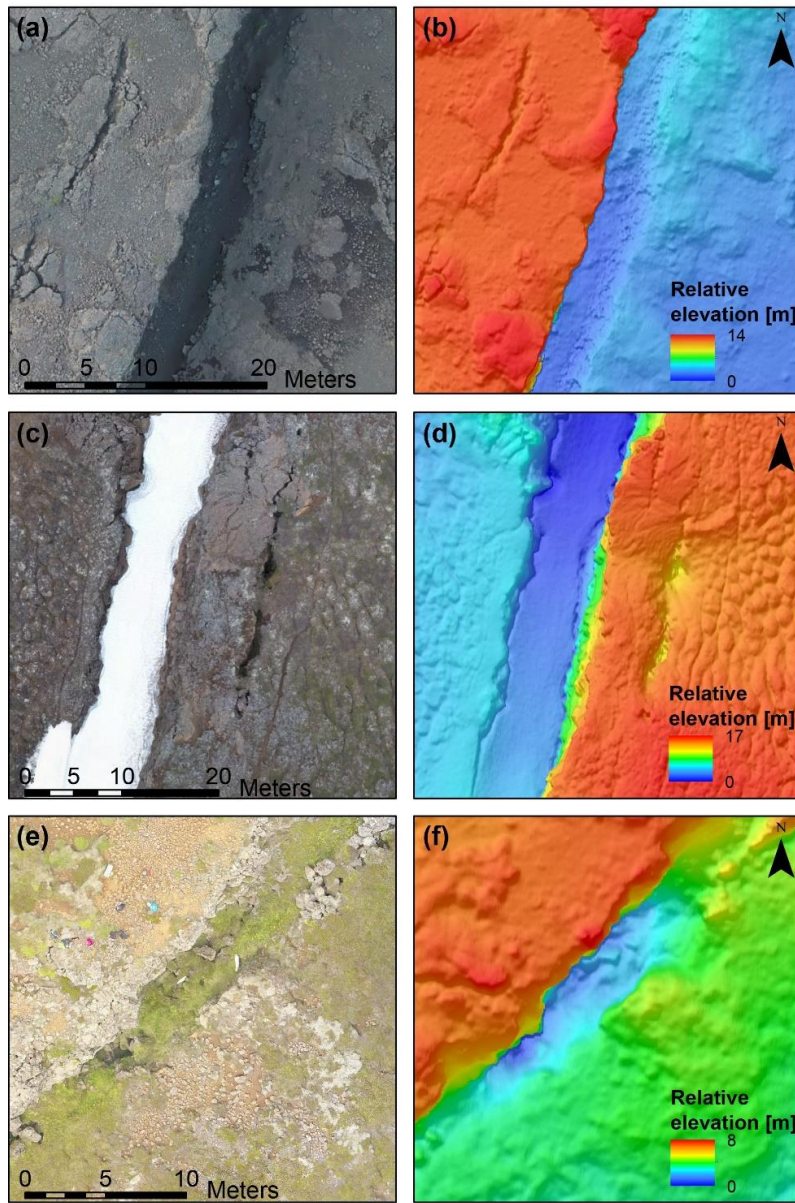 (a)
0 5 10 20
Meters
(b)
N
Relative
elevation [m]
14
0
(c)
0 5 10 20
Meters
(d)
N
Relative
elevation [m]
17
0
(e)
0 5 10
Meters
(f)
N
Relative
elevation [m]
8
0